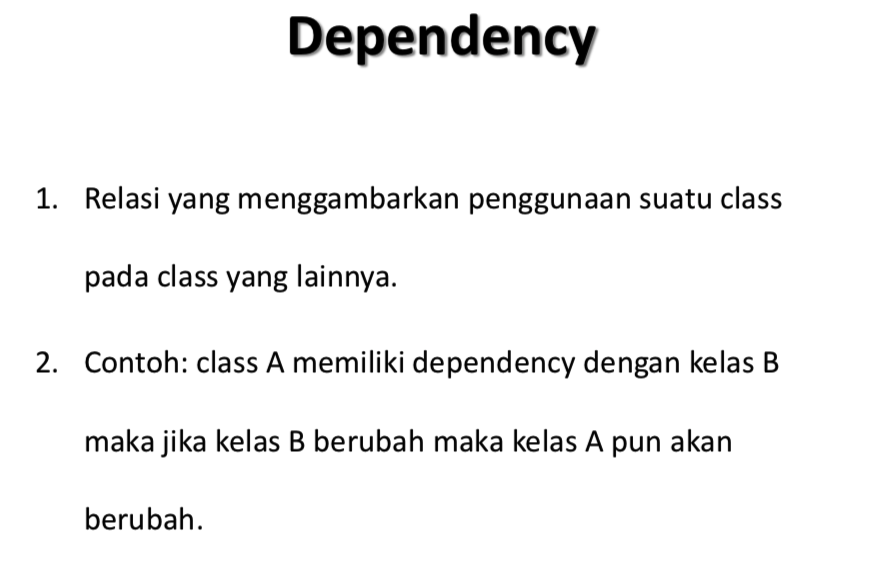 Dependency
1. Relasi yang menggambarkan penggunaan suatu class
pada class yang lainnya.
2. Contoh: class A memiliki dependency dengan kelas B
maka jika kelas B berubah maka kelas A pun akan
berubah.